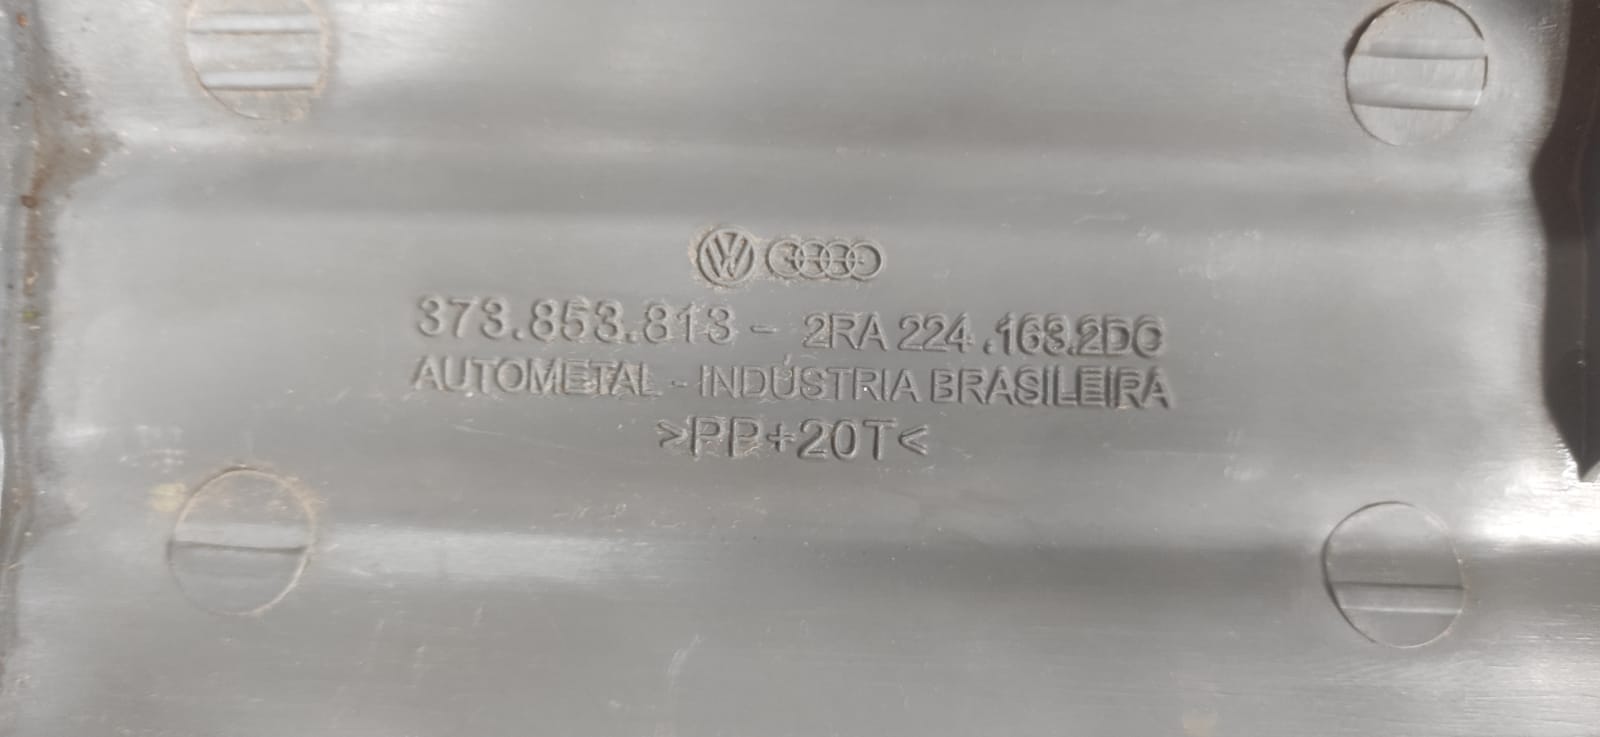 373.853.813 - 2RA 224.163.2DC
AUTOMETAL - INDÚSTRIA BRASILEIRA
>PP+20T<